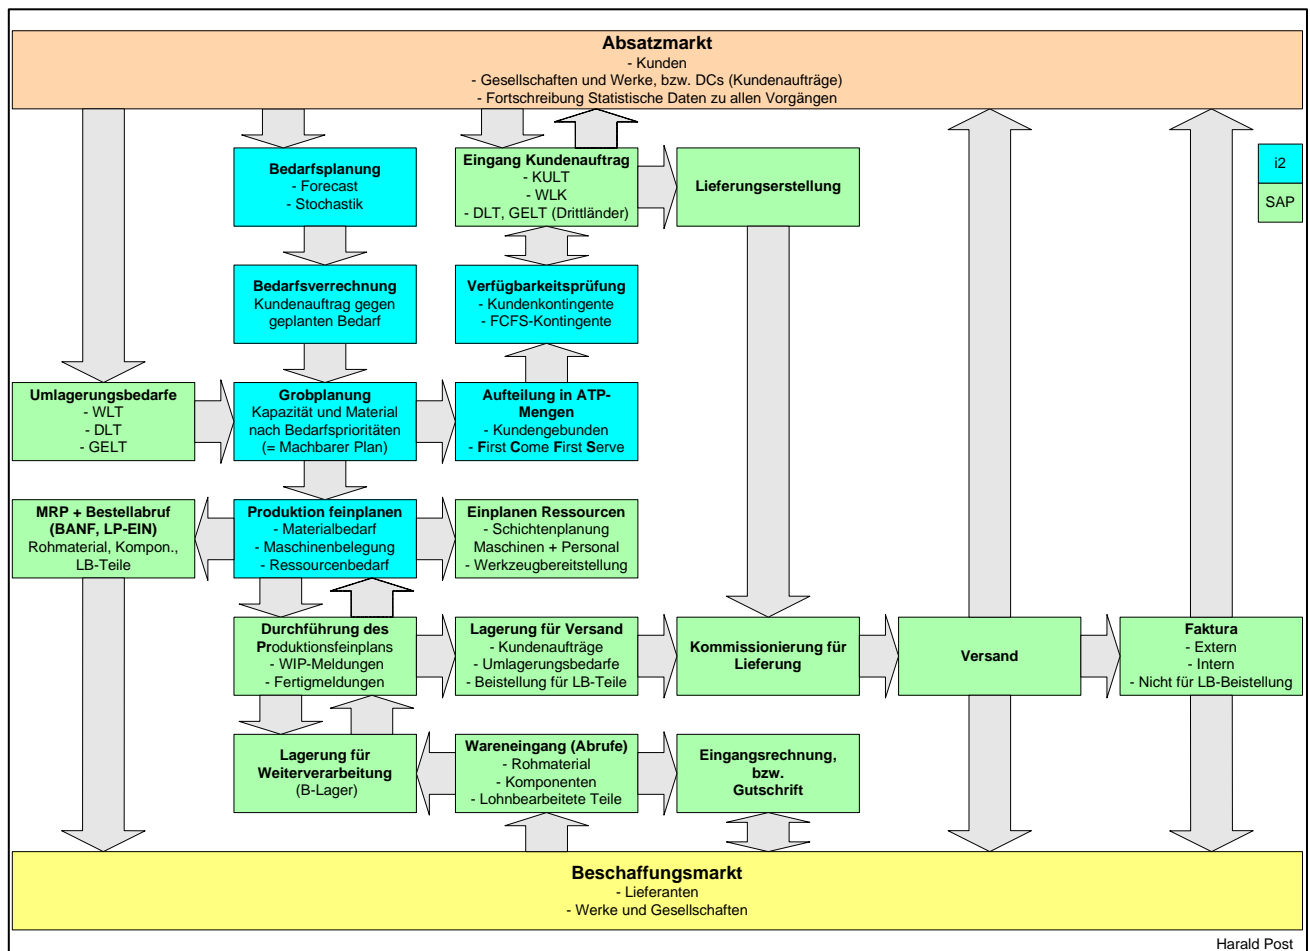 Absatzmarkt
- Kunden
- Gesellschaften und Werke, bzw. DCs (Kundenaufträge)
- Fortschreibung Statistische Daten zu allen Vorgängen
Bedarfsplanung
- Forecast
- Stochastik
Eingang Kundenauftrag
- KULT
- WLK
- DLT, GELT (Drittländer)
Lieferungserstellung
i2
SAP
Bedarfsverrechnung
Kundenauftrag gegen
geplanten Bedarf
Verfügbarkeitsprüfung
- Kundenkontingente
- FCFS-Kontingente
Umlagerungsbedarfe
- WLT
- DLT
- GELT
Grobplanung
Kapazität und Material
nach Bedarfsprioritäten
(= Machbarer Plan)
Aufteilung in ATP-
Mengen
- Kundengebunden
- First Come First Serve
MRP + Bestellabruf
(BANF, LP-EIN)
Rohmaterial, Kompon.,
LB-Teile
Produktion feinplanen
- Materialbedarf
- Maschinenbelegung
- Ressourcenbedarf
Einplanen Ressourcen
- Schichtenplanung
Maschinen + Personal
- Werkzeugbereitstellung
Durchführung des
Produktionsfeinplans
- WIP-Meldungen
- Fertigmeldungen
Lagerung für Versand
- Kundenaufträge
- Umlagerungsbedarfe
- Beistellung für LB-Teile
Kommissionierung für
Lieferung
Versand
Faktura
- Extern
- Intern
- Nicht für LB-Beistellung
Lagerung für
Weiterverarbeitung
(B-Lager)
Wareneingang (Abrufe)
- Rohmaterial
- Komponenten
- Lohnbearbeitete Teile
Eingangsrechnung,
bzw.
Gutschrift
Beschaffungsmarkt
- Lieferanten
- Werke und Gesellschaften
Harald Post